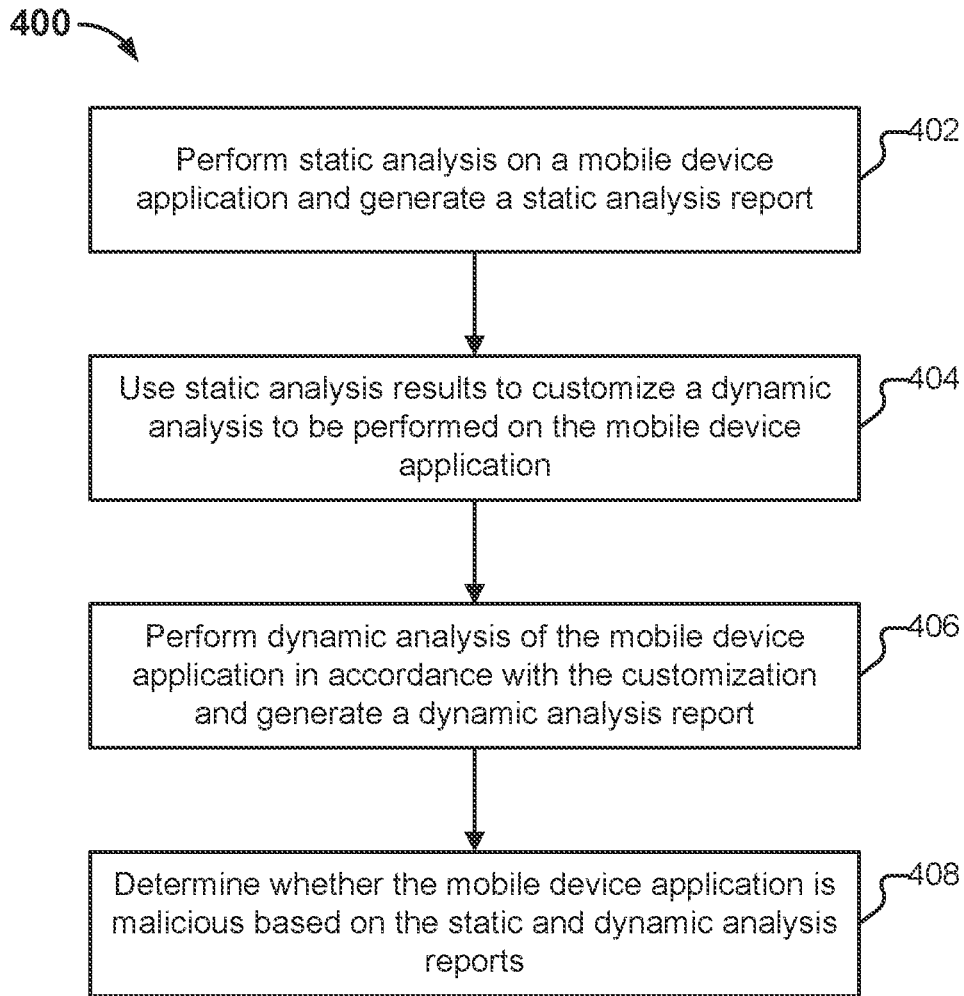 400
Perform static analysis on a mobile device
application and generate a static analysis report
402
Use static analysis results to customize a dynamic
analysis to be performed on the mobile device
application
404
Perform dynamic analysis of the mobile device
application in accordance with the customization
and generate a dynamic analysis report
406
Determine whether the mobile device application is
malicious based on the static and dynamic analysis
reports
408